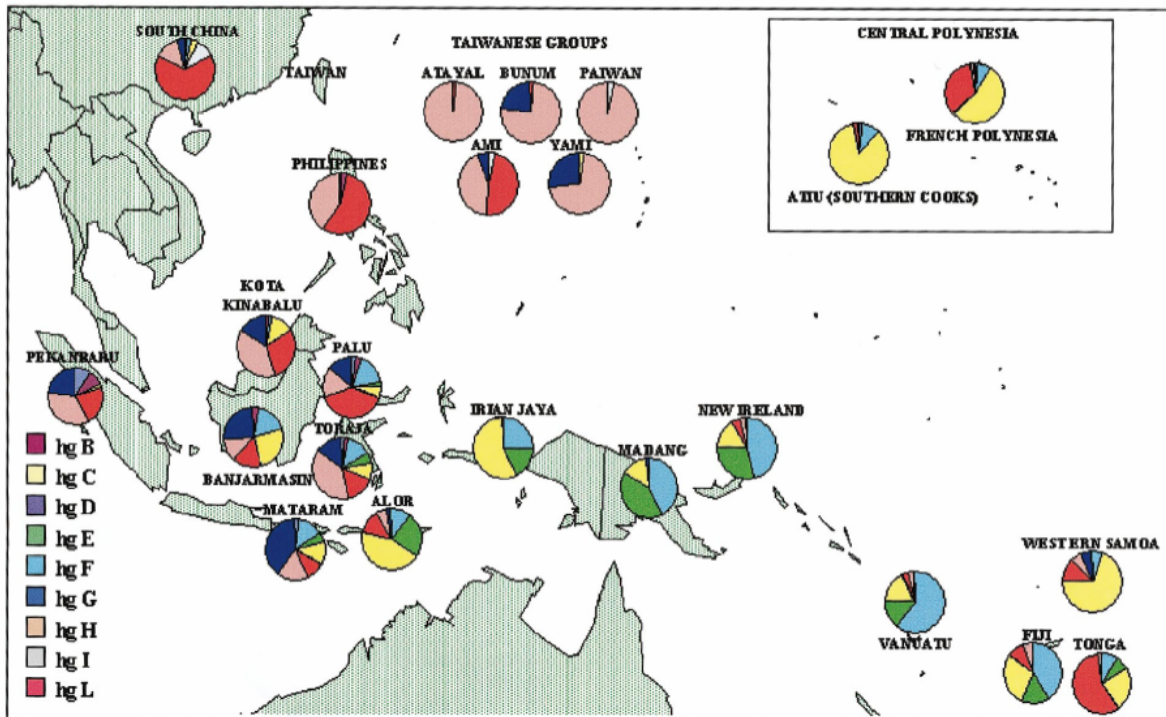 SOUTH CHINA
TAIWAN
TAIWANESE GROUPS
ATAYAL BUNUM PAIWAN
AMI YAMI
CENTRAL POLYNESIA
FRENCH POLYNESIA
ATIU (SOUTHERN COOKS)
PHILIPPINES
KOTA
KINABALU
PEKANBARU
PALU
BANJARMASIN
TORAJA
MATARAM
ALOR
IRIAN JAYA
MADANG
NEW IRELAND
WESTERN SAMOA
VANUATU
FIJI
TONGA
hg B
hg C
hg D
hg E
hg F
hg G
hg H
hg I
hg L